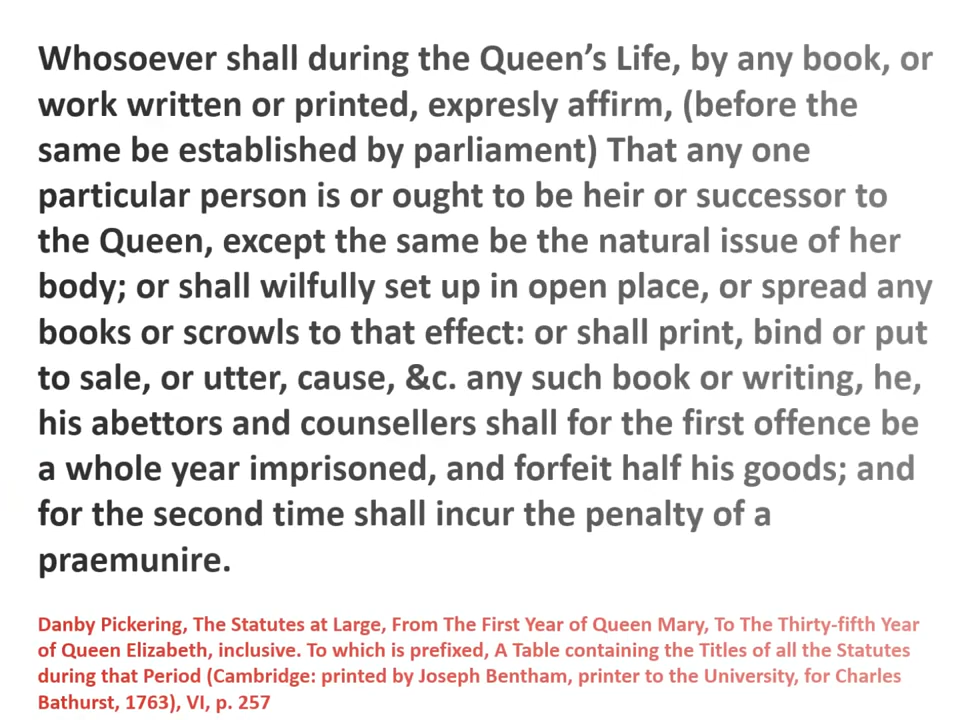 Whosoever shall during the Queen’s Life, by any book, or
work written or printed, expresly affirm, (before the
same be established by parliament) That any one
particular person is or ought to be heir or successor to
the Queen, except the same be the natural issue of her
body; or shall wilfully set up in open place, or spread any
books or scrowls to that effect: or shall print, bind or put
to sale, or utter, cause, &c. any such book or writing, he,
his abettors and counsellers shall for the first offence be
a whole year imprisoned, and forfeit half his goods; and
for the second time shall incur the penalty of a
praemunire.
Danby Pickering, The Statutes at Large, From The First Year of Queen Mary, To The Thirty-fifth Year
of Queen Elizabeth, inclusive. To which is prefixed, A Table containing the Titles of all the Statutes
during that Period (Cambridge: printed by Joseph Bentham, printer to the University, for Charles
Bathurst, 1763), VI, p. 257